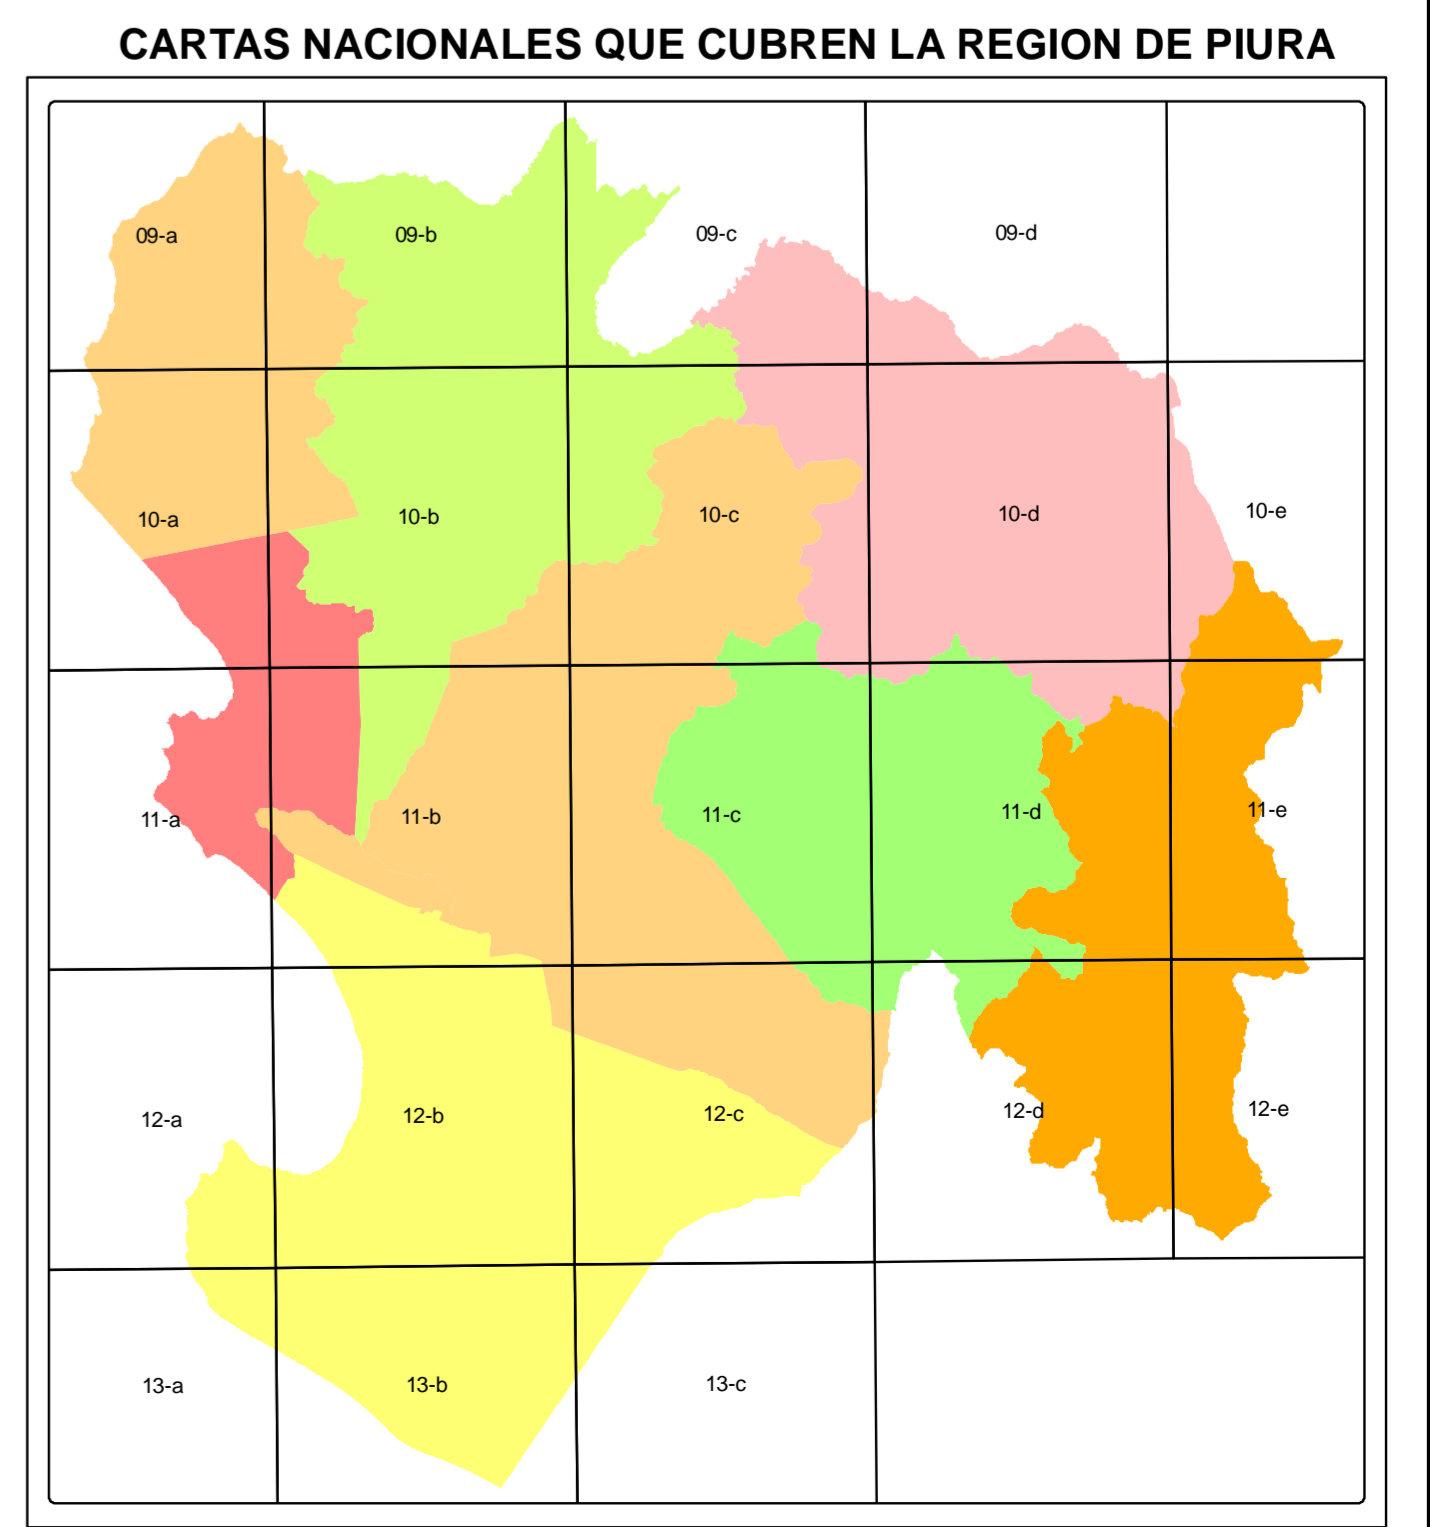 CARTAS NACIONALES QUE CUBREN LA REGION DE PIURA
09-a
09-b
09-c
09-d
10-a
10-b
10-c
10-d
10-e
11-a
11-b
11-c
11-d
11-e
12-a
12-b
12-c
12-d
12-e
13-a
13-b
13-c